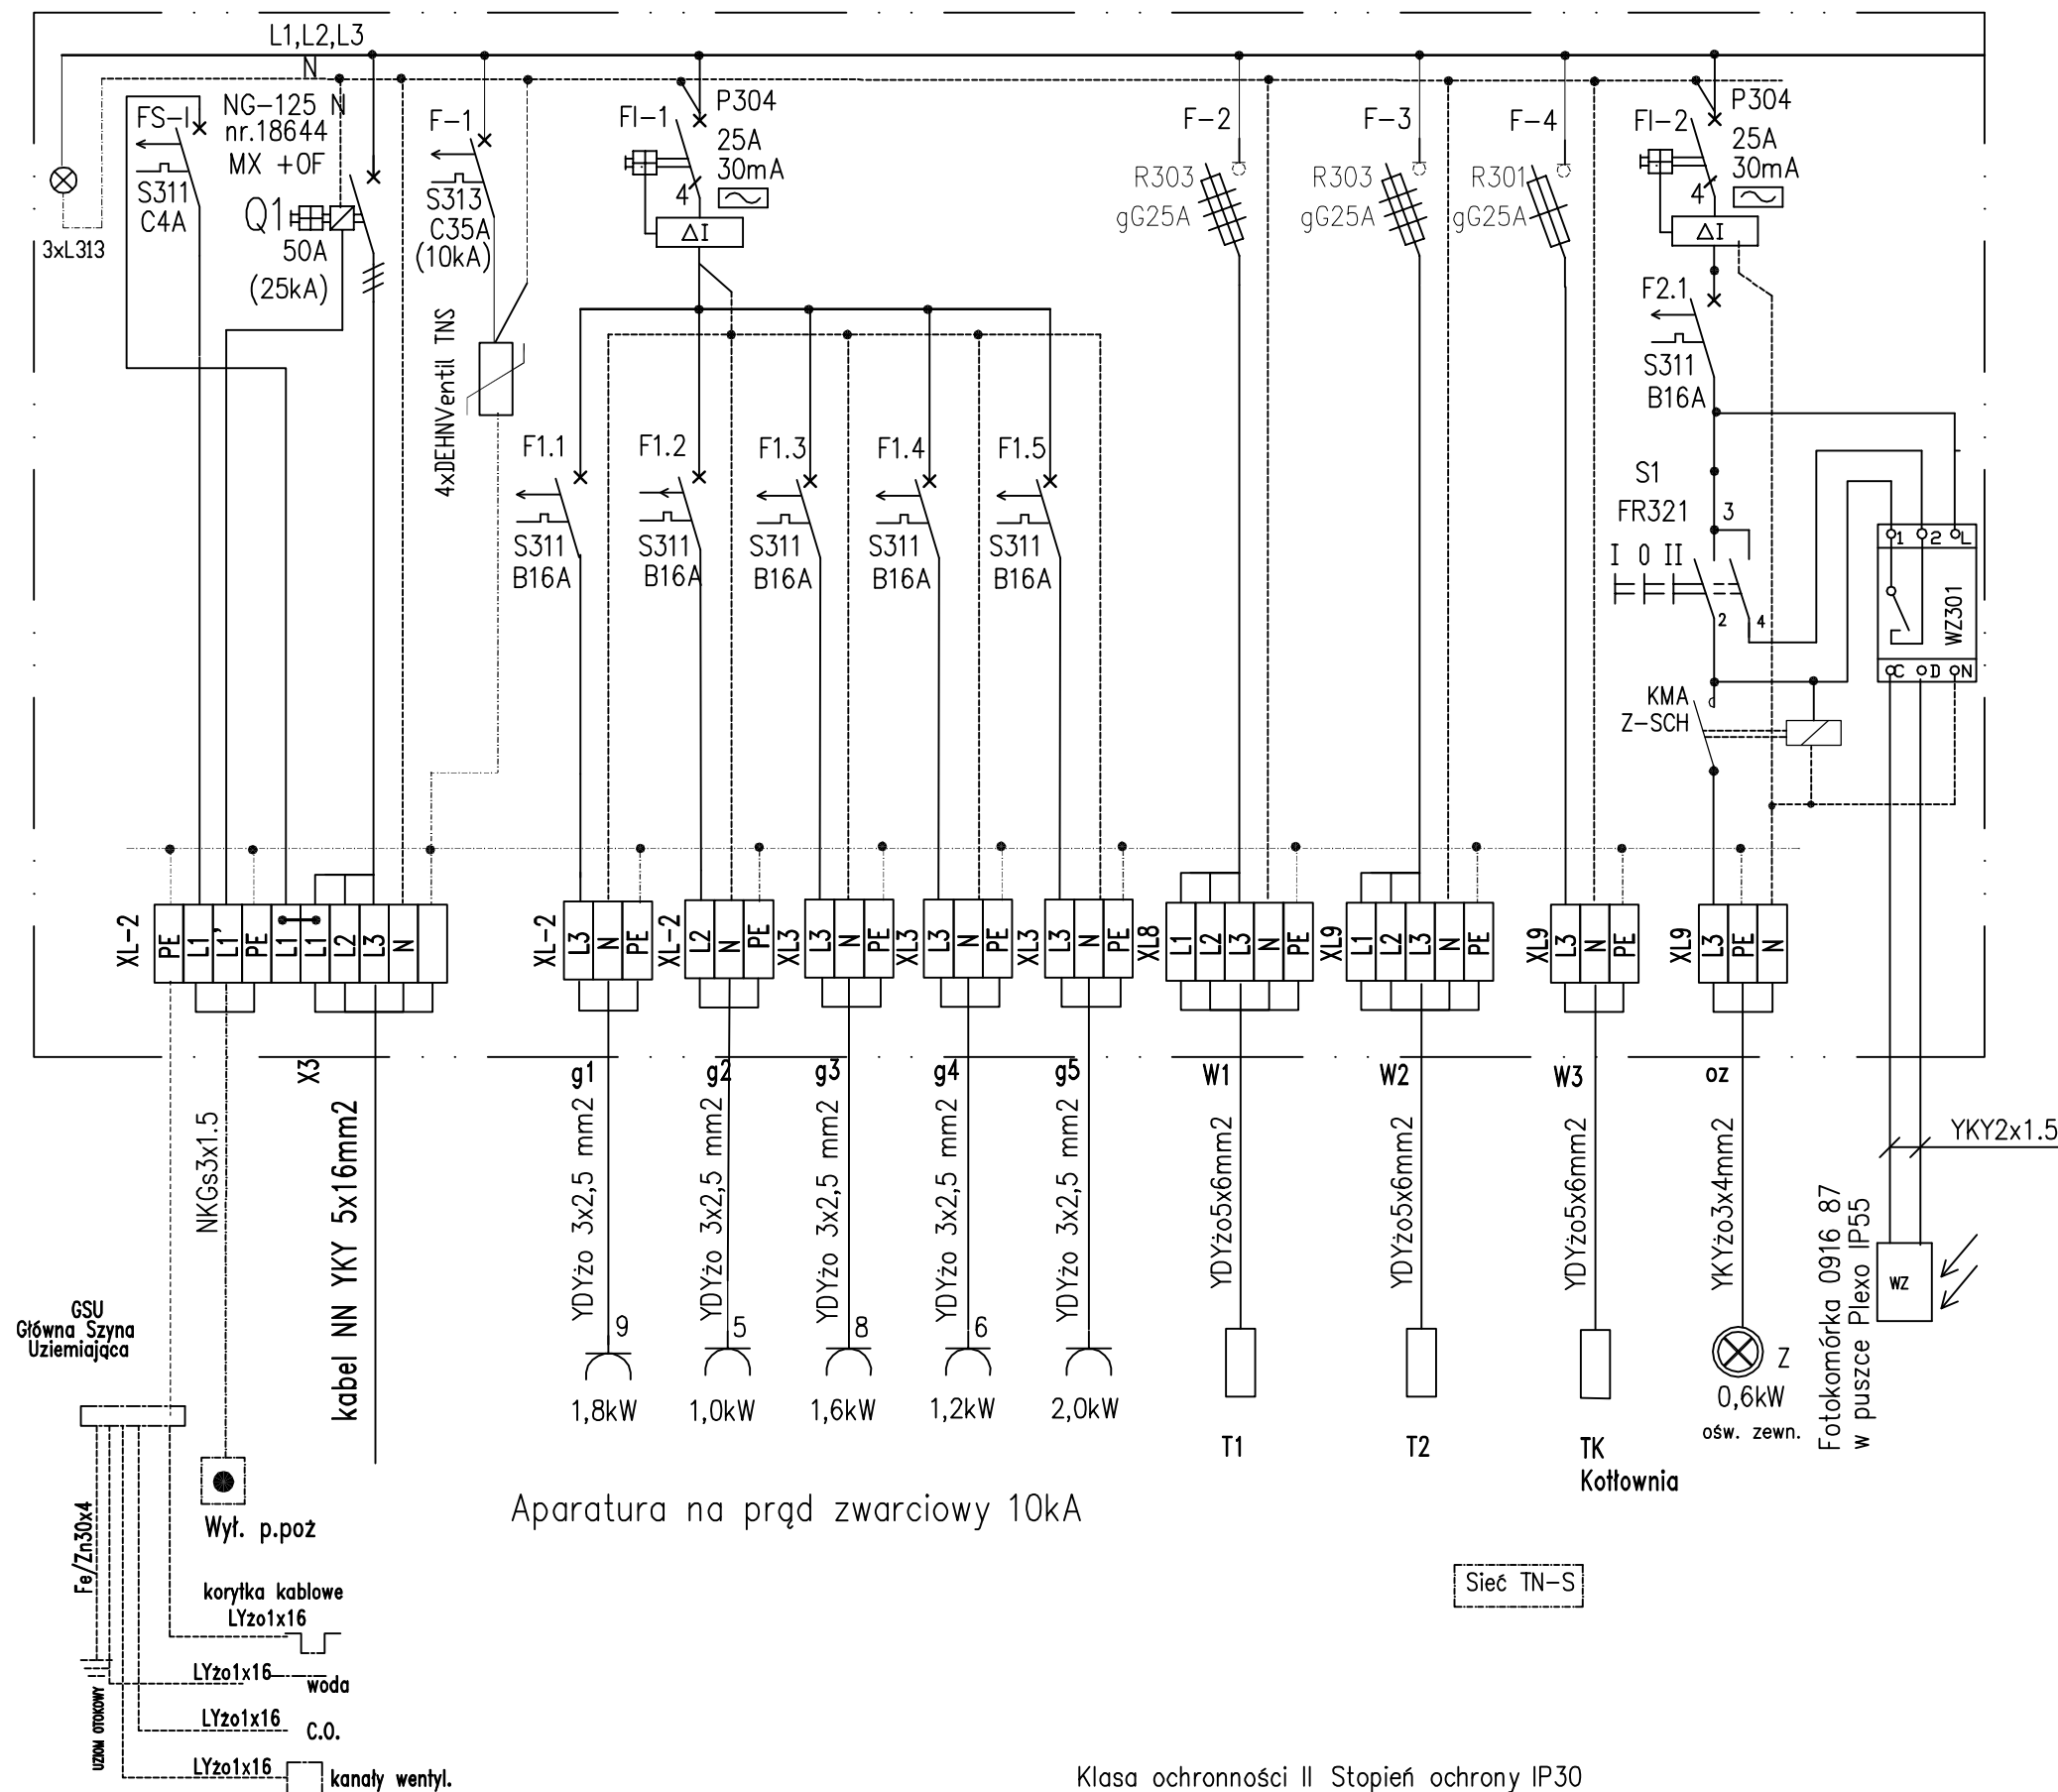 L1,L2,L3
N
FS-I
S311
C4A
NG-125 N
nr.18644
MX +OF
Q1
50A
(25kA)
3xL313
F-1
S313
C35A
(10kA)
4xDEHNVentil TNS
FI-1
P304
25A
30mA
4
ΔI
F-2
R303
gG25A
F-3
R303
gG25A
F-4
R301
gG25A
FI-2
P304
25A
30mA
4
ΔI
F2.1
S311
B16A
F1.1
S311
B16A
F1.2
S311
B16A
F1.3
S311
B16A
F1.4
S311
B16A
F1.5
S311
B16A
S1
FR321
3
I 0 II
2
4
1 2 L
WZ301
C D N
KMA
Z-SCH
XL-2
PE L1 L1' PE L1 L1 L2 L3 N
XL-2
L3 N PE
XL-2
L2 N PE
XL3
L3 N PE
XL3
L3 N PE
XL3
L3 N PE
XL8
L1 L2 L3 N PE
XL9
L1 L2 L3 N PE
XL9
L3 N PE
XL9
L3 PE N
X3
g1
g2
g3
g4
g5
W1
W2
W3
oz
NKGs3x1.5
kabel NN YKY 5x16mm2
YDYżo 3x2,5 mm2
YDYżo 3x2,5 mm2
YDYżo 3x2,5 mm2
YDYżo 3x2,5 mm2
YDYżo 3x2,5 mm2
YDYżo5x6mm2
YDYżo5x6mm2
YDYżo5x6mm2
YKYżo3x4mm2
YKY2x1.5
Fotokomórka 0916 87
w puszce Plexo IP55
WZ
GSU
Główna Szyna
Uziemiająca
9
1,8kW
5
1,0kW
8
1,6kW
6
1,2kW
2,0kW
T1
T2
TK
Kotłownia
Z
0,6kW
ośw. zewn.
Wył. p.poż
Aparatura na prąd zwarciowy 10kA
Sieć TN-S
Fe/Zn30x4
UZIOM OTOKOWY
korytka kablowe
LYżo1x16
LYżo1x16
woda
LYżo1x16
C.O.
LYżo1x16
kanały wentyl.
Klasa ochronności II Stopień ochrony IP30